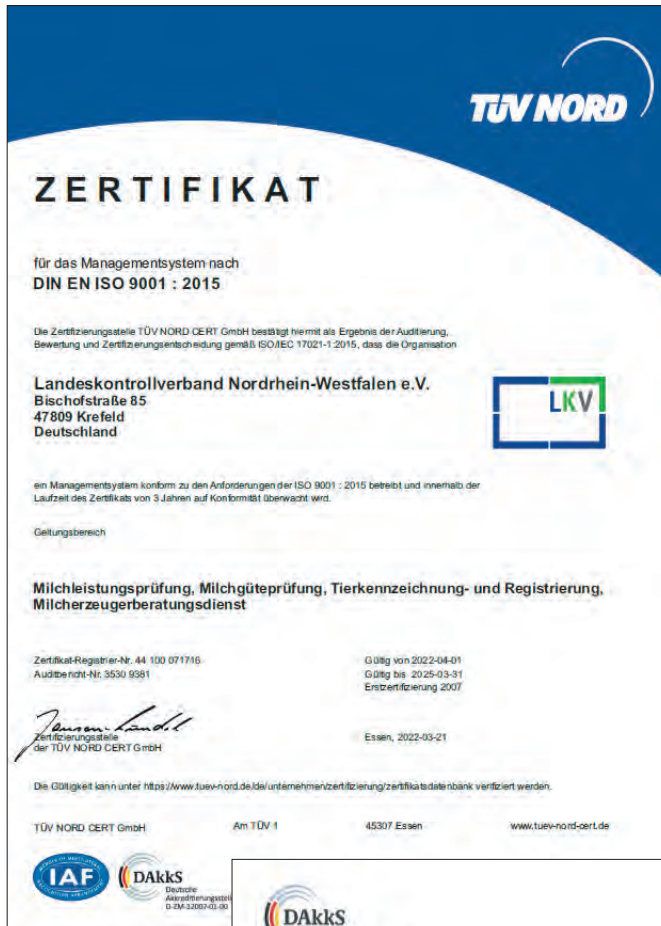 TÜV NORD
ZERTIFIKAT
für das Managementsystem nach
DIN EN ISO 9001 : 2015
Die Zertifizierungsstelle TÜV NORD CERT GmbH bestätigt hiermit als Ergebnis der Auditierung,
Bewertung und Zertifizierungsentscheidung gemäß ISO/IEC 17021-1:2015, dass die Organisation
Landeskontrollverband Nordrhein-Westfalen e.V.
Bischofstraße 85
47809 Krefeld
Deutschland
LKV
ein Managementsystem konform zu den Anforderungen der ISO 9001 : 2015 betreibt und innerhalb der
Laufzeit des Zertifikats von 3 Jahren auf Konformität überwacht wird.
Geltungsbereich
Milchleistungsprüfung, Milchgüteprüfung, Tierkennzeichnung- und Registrierung,
Milcherzeugerberatungsdienst
Zertifikat-Registrier-Nr. 44 100 071716
Auditbericht-Nr. 3530 9381
Gültig von 2022-04-01
Gültig bis 2025-03-31
Erstzertifizierung 2007
Zertifizierungsstelle
der TÜV NORD CERT GmbH
Essen, 2022-03-21
Die Gültigkeit kann unter https://www.tuev-nord.de/de/unternehmen/zertifizierung/zertifikatsdatenbank verifiziert werden.
TÜV NORD CERT GmbH Am TÜV 1 45307 Essen www.tuev-nord-cert.de
IAF
DAkkS
Deutsche
Akkreditierungsstell
D-ZM-12007-01-00
DAkkS